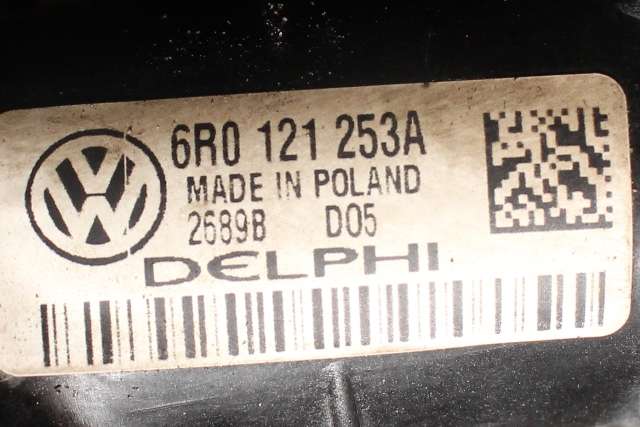 6R0 121 253A
MADE IN POLAND
2689B D05
DELPHI